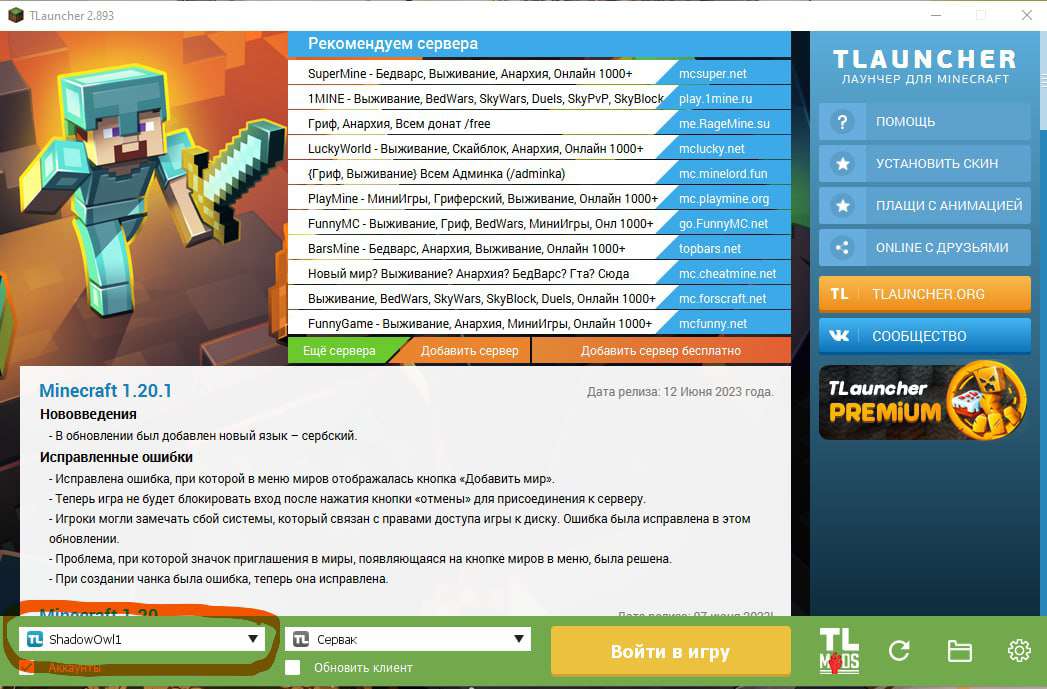 TLauncher 2.893
Рекомендуем сервера
SuperMine - Бедварс, Выживание, Анархия, Онлайн 1000+ mcsuper.net
1MINE - Выживание, BedWars, SkyWars, Duels, SkyPvP, SkyBlock play.1mine.ru
Гриф, Анархия, Всем донат /free me.RageMine.su
LuckyWorld - Выживание, Скайблок, Анархия, Онлайн 1000+ mclucky.net
{Гриф, Выживание} Всем Админка (/adminka) mc.minelord.fun
PlayMine - МиниИгры, Гриферский, Выживание, Онлайн 1000+ mc.playmine.org
FunnyMC - Выживание, Гриф, BedWars, МиниИгры, Онл 1000+ go.FunnyMC.net
BarsMine - Бедварс, Анархия, Выживание, Онлайн 1000+ topbars.net
Новый мир? Выживание? Анархия? БедВарс? Гта? Сюда mc.cheatmine.net
Выживание, BedWars, SkyWars, SkyBlock, Duels, Онлайн 1000+ mc.forscraft.net
FunnyGame - Выживание, Анархия, МиниИгры, Онлайн 1000+ mcfunny.net
Ещё сервера Добавить сервер Добавить сервер бесплатно
Minecraft 1.20.1 Дата релиза: 12 Июня 2023 года.
Нововведения
- В обновлении был добавлен новый язык – сербский.
Исправленные ошибки
- Исправлена ошибка, при которой в меню миров отображалась кнопка «Добавить мир».
- Теперь игра не будет блокировать вход после нажатия кнопки «отмены» для присоединения к серверу.
- Игроки могли замечать сбой системы, который связан с правами доступа игры к диску. Ошибка была исправлена в этом
обновлении.
- Проблема, при которой значок приглашения в миры, появляющаяся на кнопке миров в меню, была решена.
- При создании чанка была ошибка, теперь она исправлена.
Minecraft 1.20 Дата релиза: 07 июня 2023г.
TLAUNCHER
ЛАУНЧЕР ДЛЯ MINECRAFT
? ПОМОЩЬ
УСТАНОВИТЬ СКИН
ПЛАЩИ С АНИМАЦИЕЙ
ONLINE С ДРУЗЬЯМИ
TL TLAUNCHER.ORG
СООБЩЕСТВО
TLauncher
PREMIUM
TL ShadowOwl1
Аккаунты
TL Сервак
Обновить клиент
Войти в игру
TL
MODS